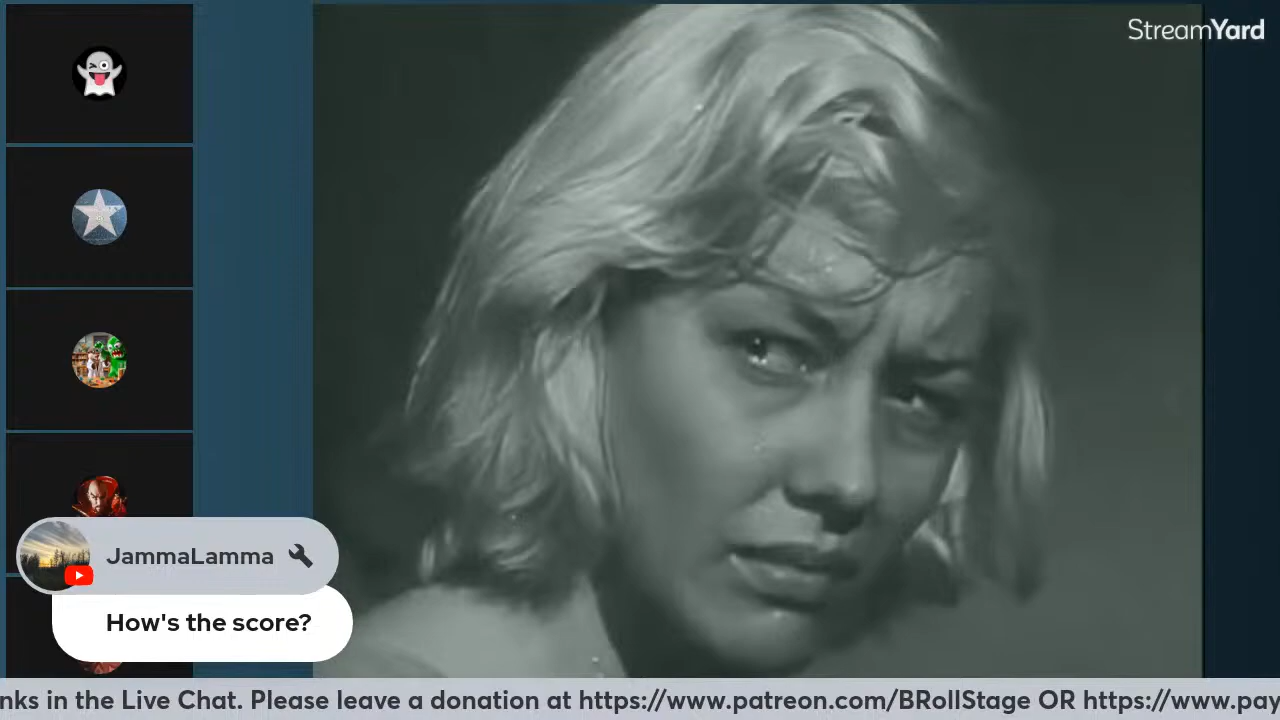 StreamYard
JammaLamma
How's the score?
nks in the Live Chat. Please leave a donation at https://www.patreon.com/BRollStage OR https://www.pay